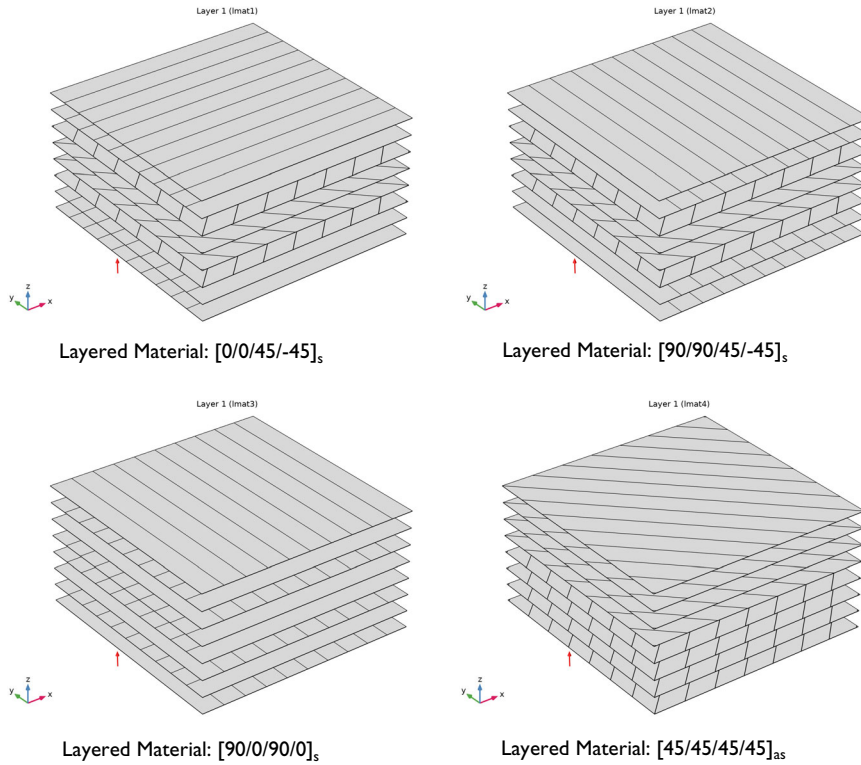 Layer 1 (lmat1)
Layer 1 (lmat2)
z
y
x
z
y
x
Layered Material: [0/0/45/-45]s
Layered Material: [90/90/45/-45]s
Layer 1 (lmat3)
Layer 1 (lmat4)
z
y
x
z
y
x
Layered Material: [90/0/90/0]s
Layered Material: [45/45/45/45]as